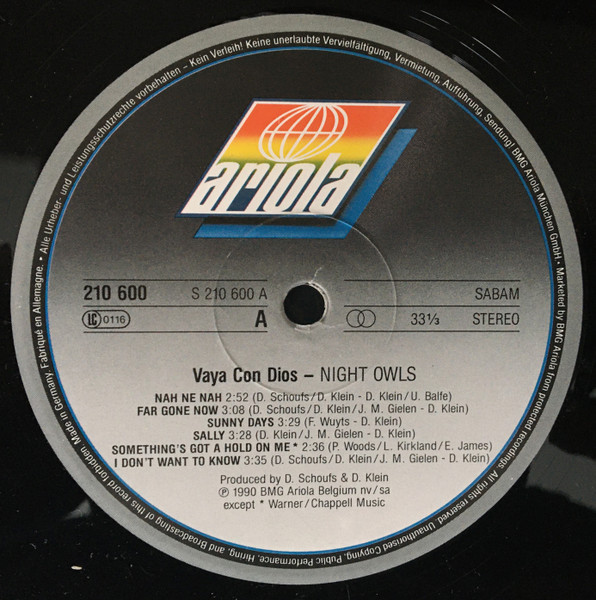 • Alle Urheber- und Leistungsschutzrechte vorbehalten - Kein Verleih! Keine unerlaubte Vervielfältigung, Vermietung, Aufführung, Sendung! BMG Ariola München GmbH • Marketed by BMG Ariola
from protected recordings. All rights reserved. Unauthorised Copying, Public Performance, Hiring, and Broadcasting of this record forbidden Made in Germany. Fabriqué en Allemagne.
ariola
210 600 S 210 600 A SABAM
LC 0116 A 33⅓ STEREO
Vaya Con Dios – NIGHT OWLS
NAH NE NAH 2:52 (D. Schoufs/D. Klein - D. Klein/U. Balfe)
FAR GONE NOW 3:08 (D. Schoufs/D. Klein/J. M. Gielen - D. Klein)
SUNNY DAYS 3:29 (F. Wuyts - D. Klein)
SALLY 3:28 (D. Klein/J. M. Gielen - D. Klein)
SOMETHING'S GOT A HOLD ON ME* 2:36 (P. Woods/L. Kirkland/E. James)
I DON'T WANT TO KNOW 3:35 (D. Schoufs/D. Klein/J. M. Gielen - D. Klein)
Produced by D. Schoufs & D. Klein
℗ 1990 BMG Ariola Belgium nv/sa
except * Warner/Chappell Music